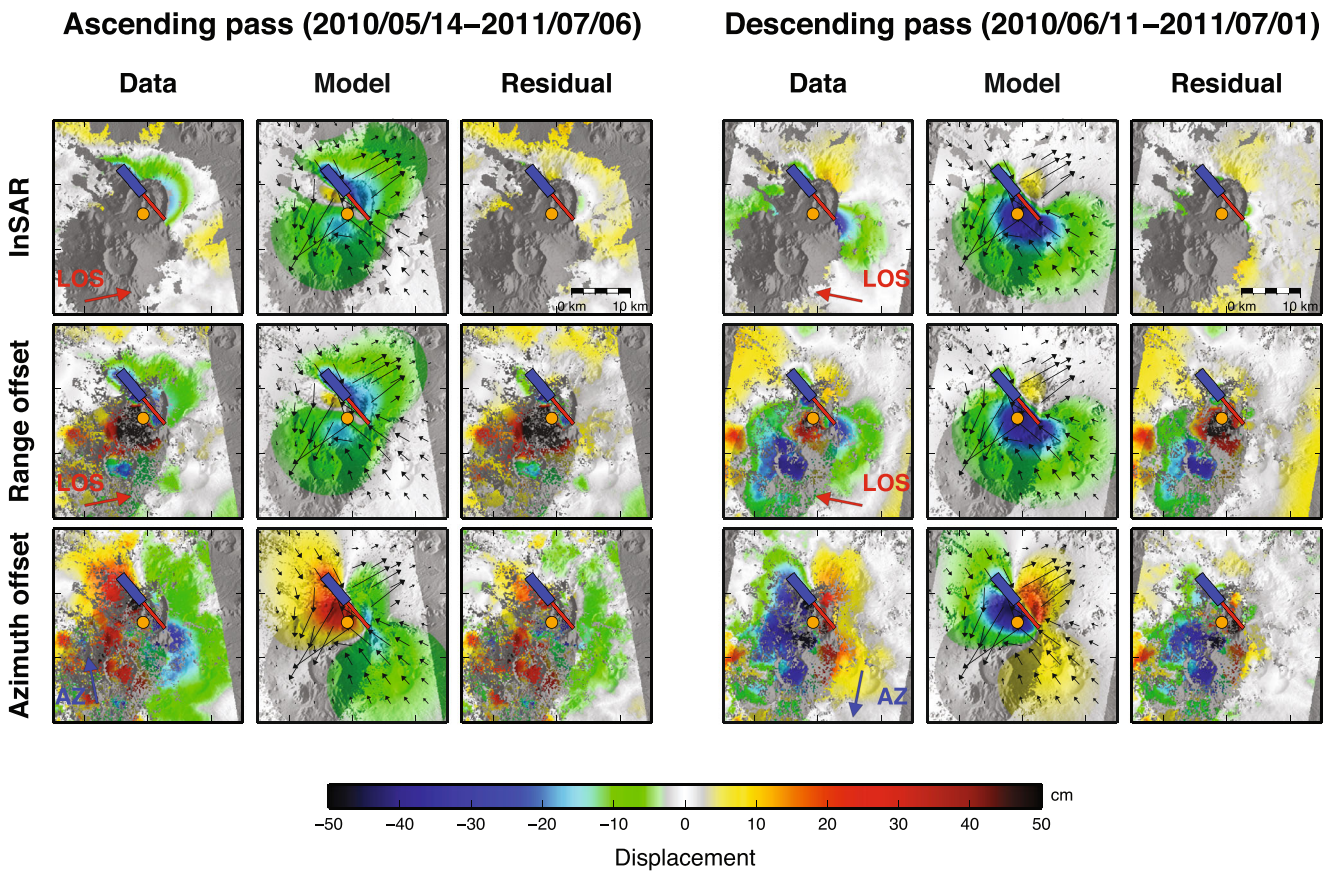 Ascending pass (2010/05/14−2011/07/06)
Descending pass (2010/06/11−2011/07/01)
Data
Model
Residual
Data
Model
Residual
InSAR
LOS
0 km
10 km
LOS
0 km
10 km
Range offset
LOS
LOS
Azimuth offset
AZ
AZ
−50
−40
−30
−20
−10
0
10
20
30
40
50
cm
Displacement